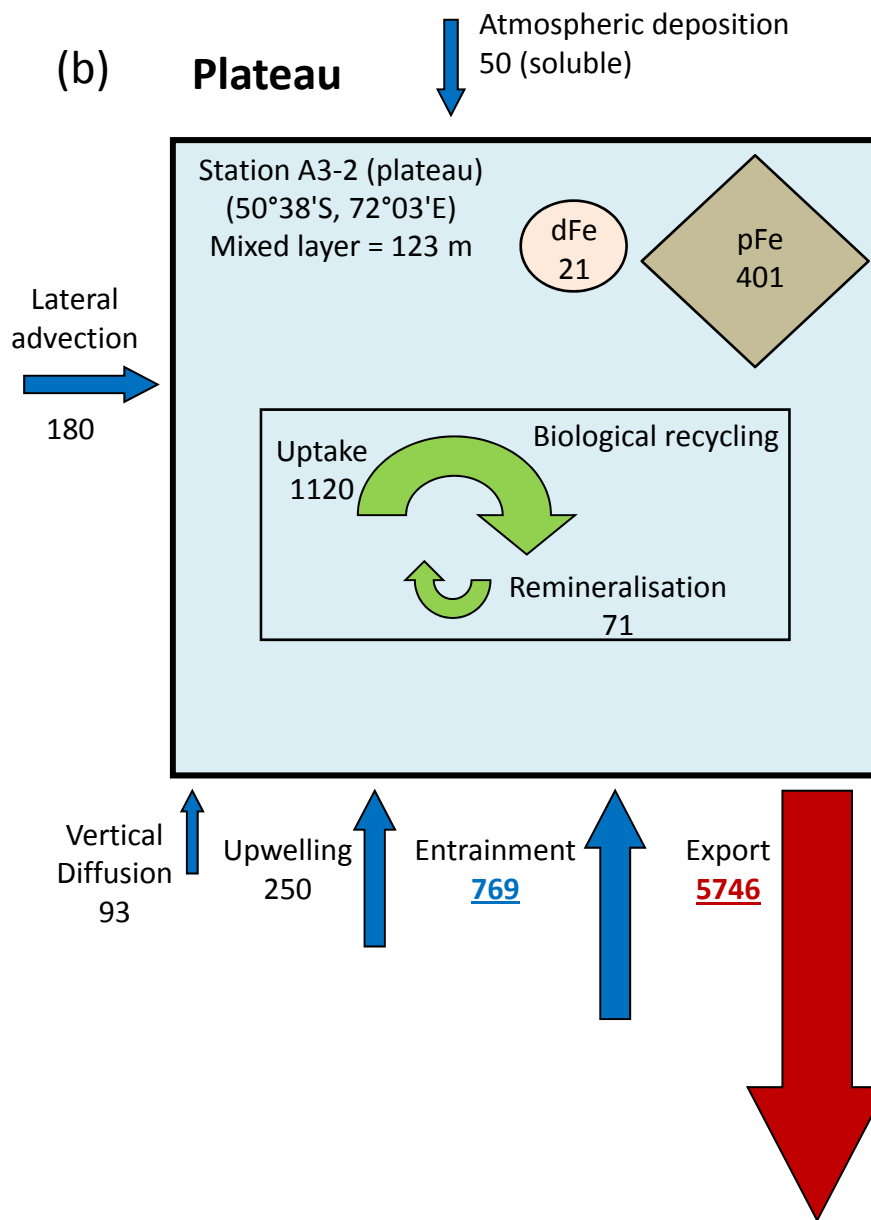 (b)
Plateau
Atmospheric deposition
50 (soluble)
Station A3-2 (plateau)
(50°38'S, 72°03'E)
Mixed layer = 123 m
dFe
21
pFe
401
Lateral
advection
180
Biological recycling
Uptake
1120
Remineralisation
71
Vertical
Diffusion
93
Upwelling
250
Entrainment
769
Export
5746